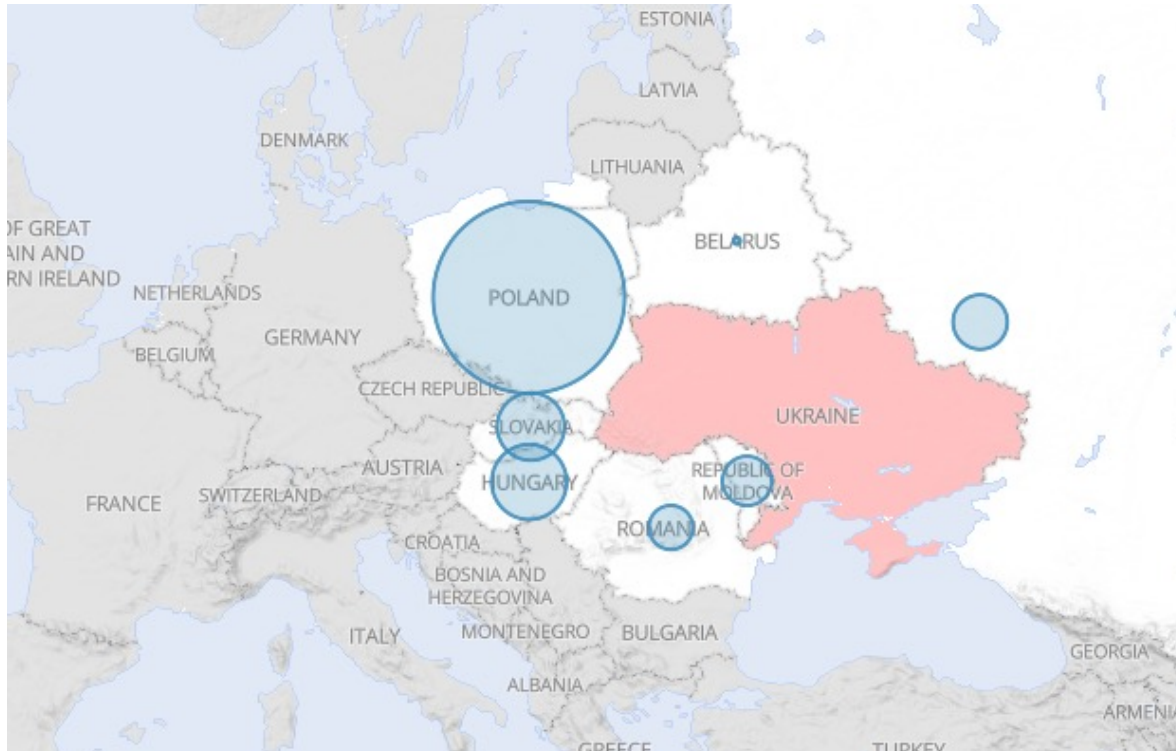 ESTONIA
LATVIA
DENMARK
LITHUANIA
OF GREAT
AIN AND
RN IRELAND
BELARUS
NETHERLANDS
POLAND
GERMANY
BELGIUM
CZECH REPUBLIC
UKRAINE
SLOVAKIA
AUSTRIA
REPUBLIC OF
MOLDOVA
HUNGARY
SWITZERLAND
FRANCE
ROMANIA
CROATIA
BOSNIA AND
HERZEGOVINA
ITALY
MONTENEGRO
BULGARIA
GEORGIA
ALBANIA
ARMENIA
GREECE
TURKEY